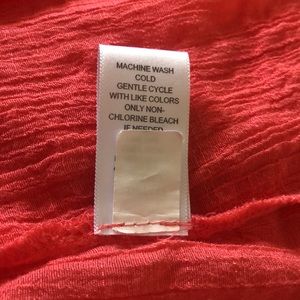 MACHINE WASH
COLD
GENTLE CYCLE
WITH LIKE COLORS
ONLY NON-
CHLORINE BLEACH
IF NEEDED